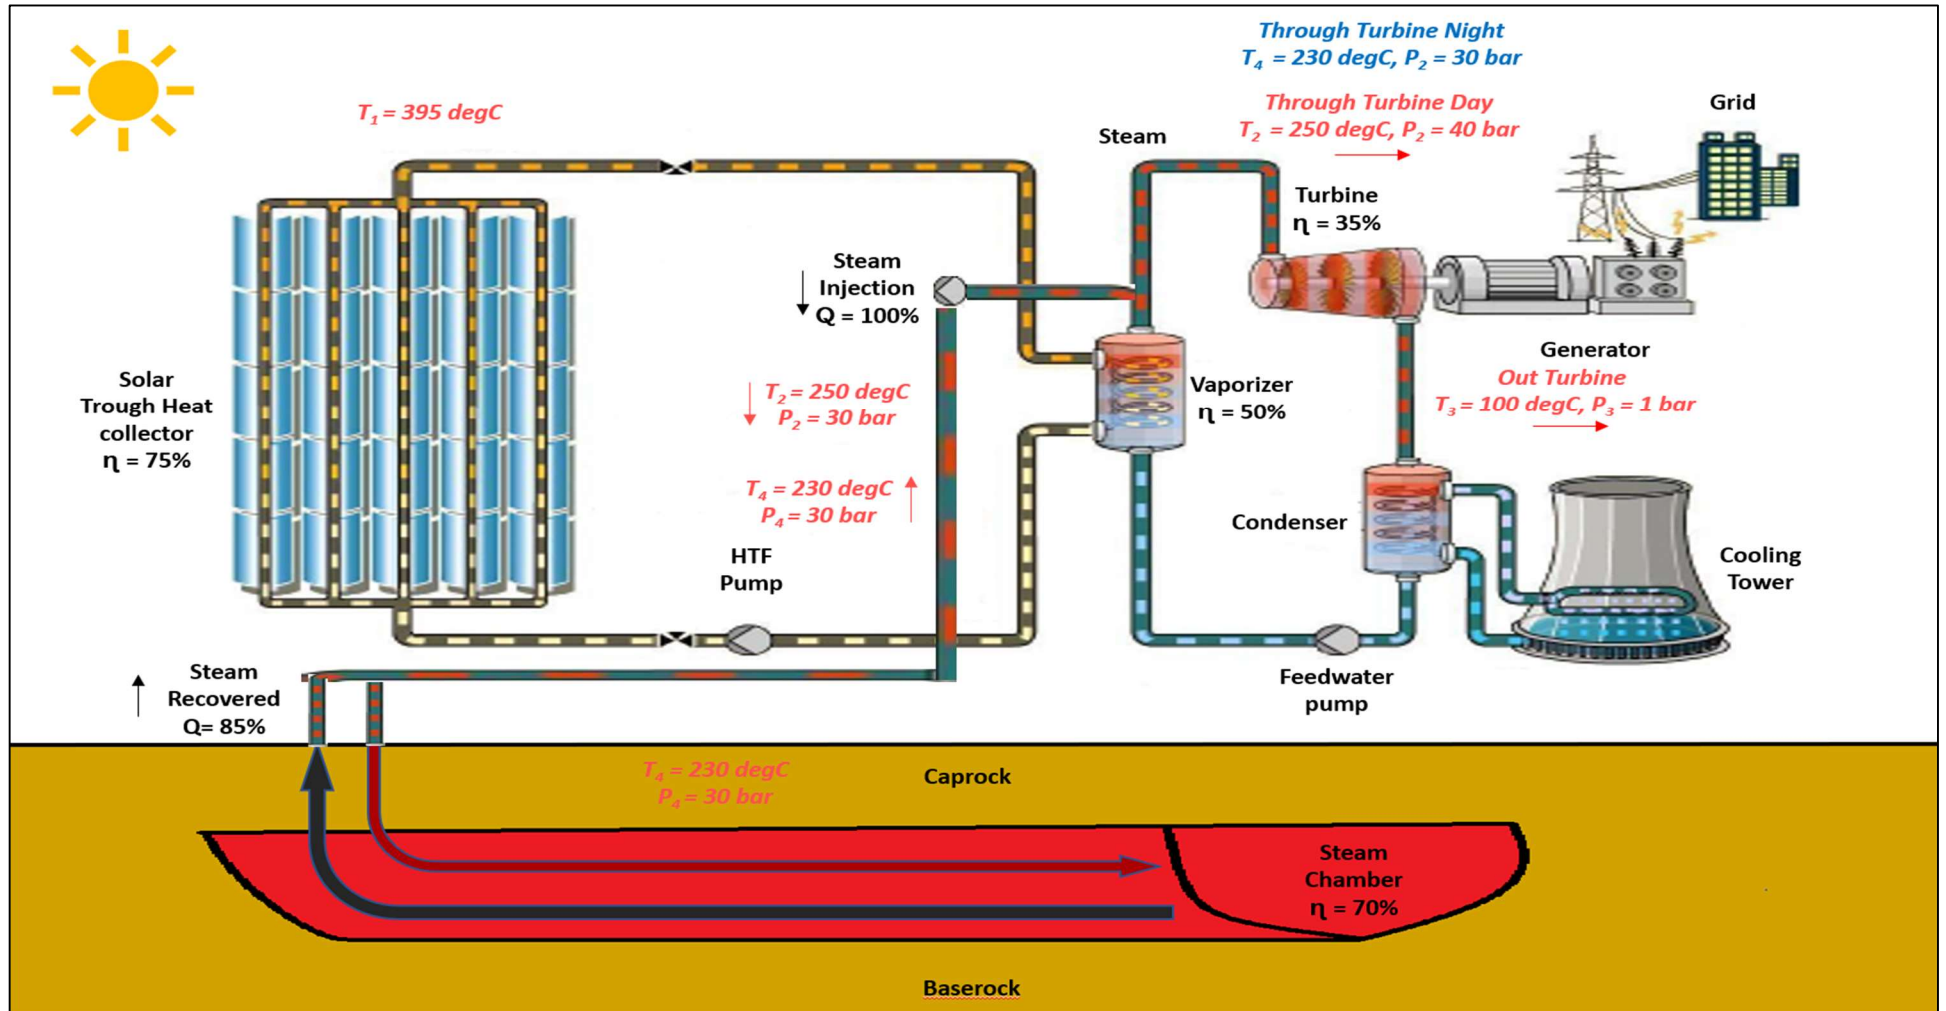 Through Turbine Night
T4 = 230 degC, P2 = 30 bar
Through Turbine Day
T2 = 250 degC, P2 = 40 bar
Grid
T1 = 395 degC
Steam
Turbine
η = 35%
Steam
Injection
Q = 100%
Generator
Out Turbine
T3 = 100 degC, P3 = 1 bar
Solar
Trough Heat
collector
η = 75%
T2 = 250 degC
P2 = 30 bar
Vaporizer
η = 50%
T4 = 230 degC
P4 = 30 bar
Condenser
HTF
Pump
Cooling
Tower
Steam
Recovered
Q= 85%
Feedwater
pump
T4 = 230 degC
P4 = 30 bar
Caprock
Steam
Chamber
η = 70%
Baserock